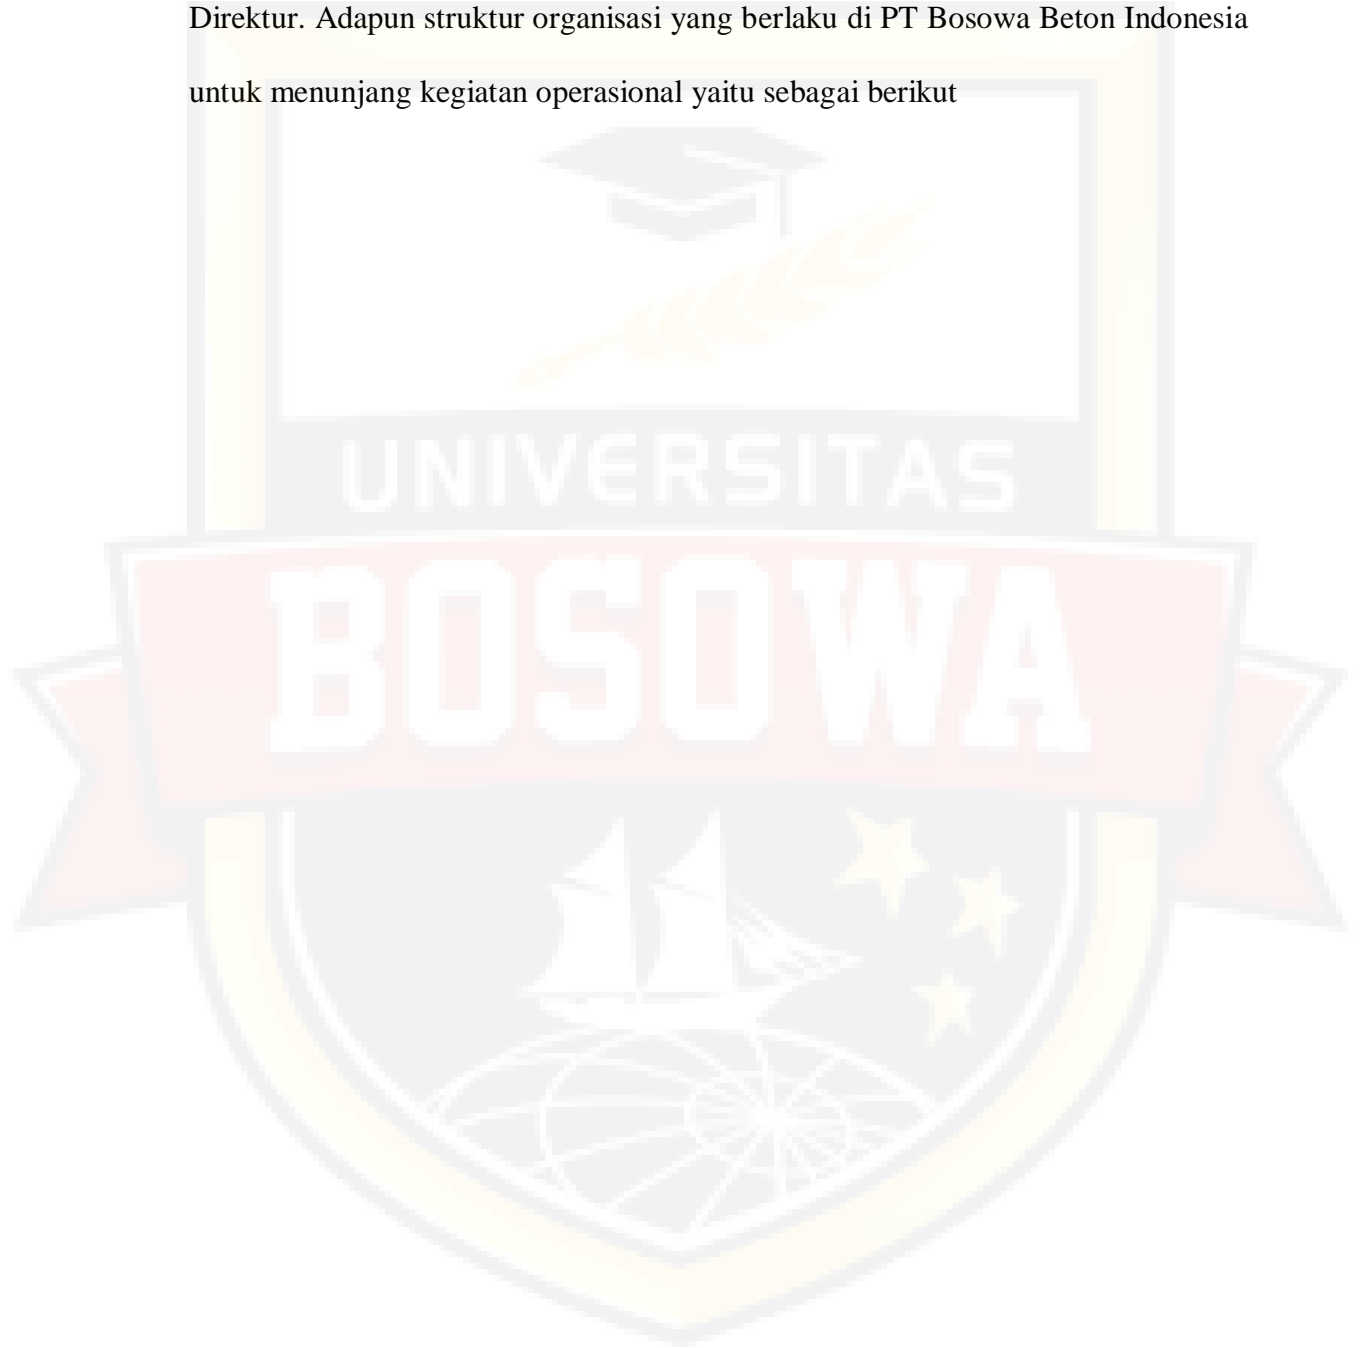 Direktur. Adapun struktur organisasi yang berlaku di PT Bosowa Beton Indonesia
untuk menunjang kegiatan operasional yaitu sebagai berikut
UNIVERSITAS
BOSOWA